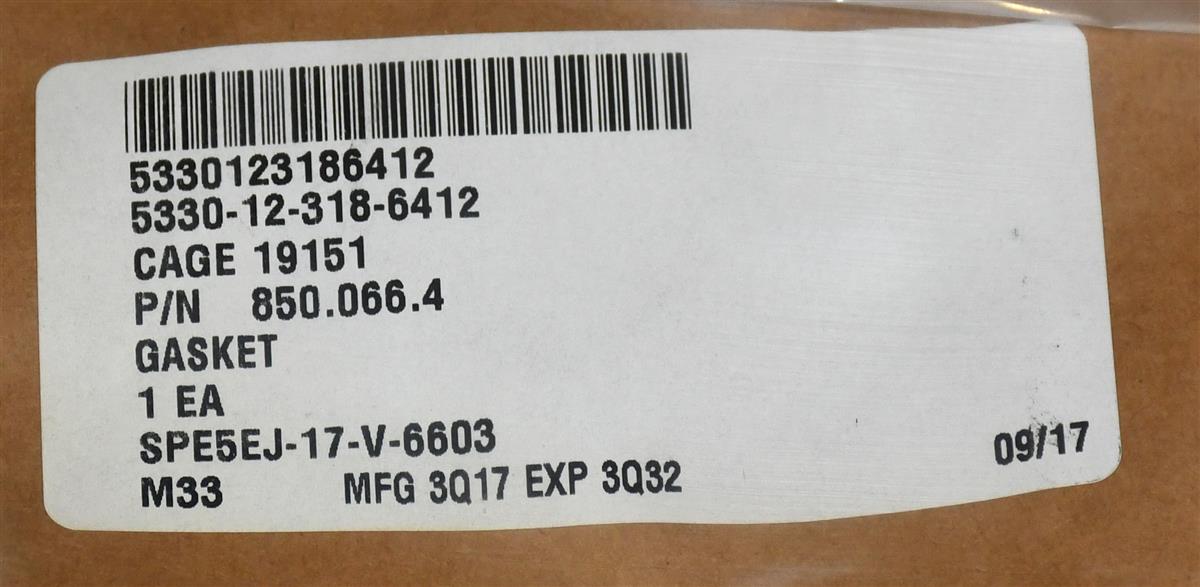 5330123186412
5330-12-318-6412
CAGE 19151
P/N 850.066.4
GASKET
1 EA
SPE5EJ-17-V-6603
M33 MFG 3Q17 EXP 3Q32 09/17